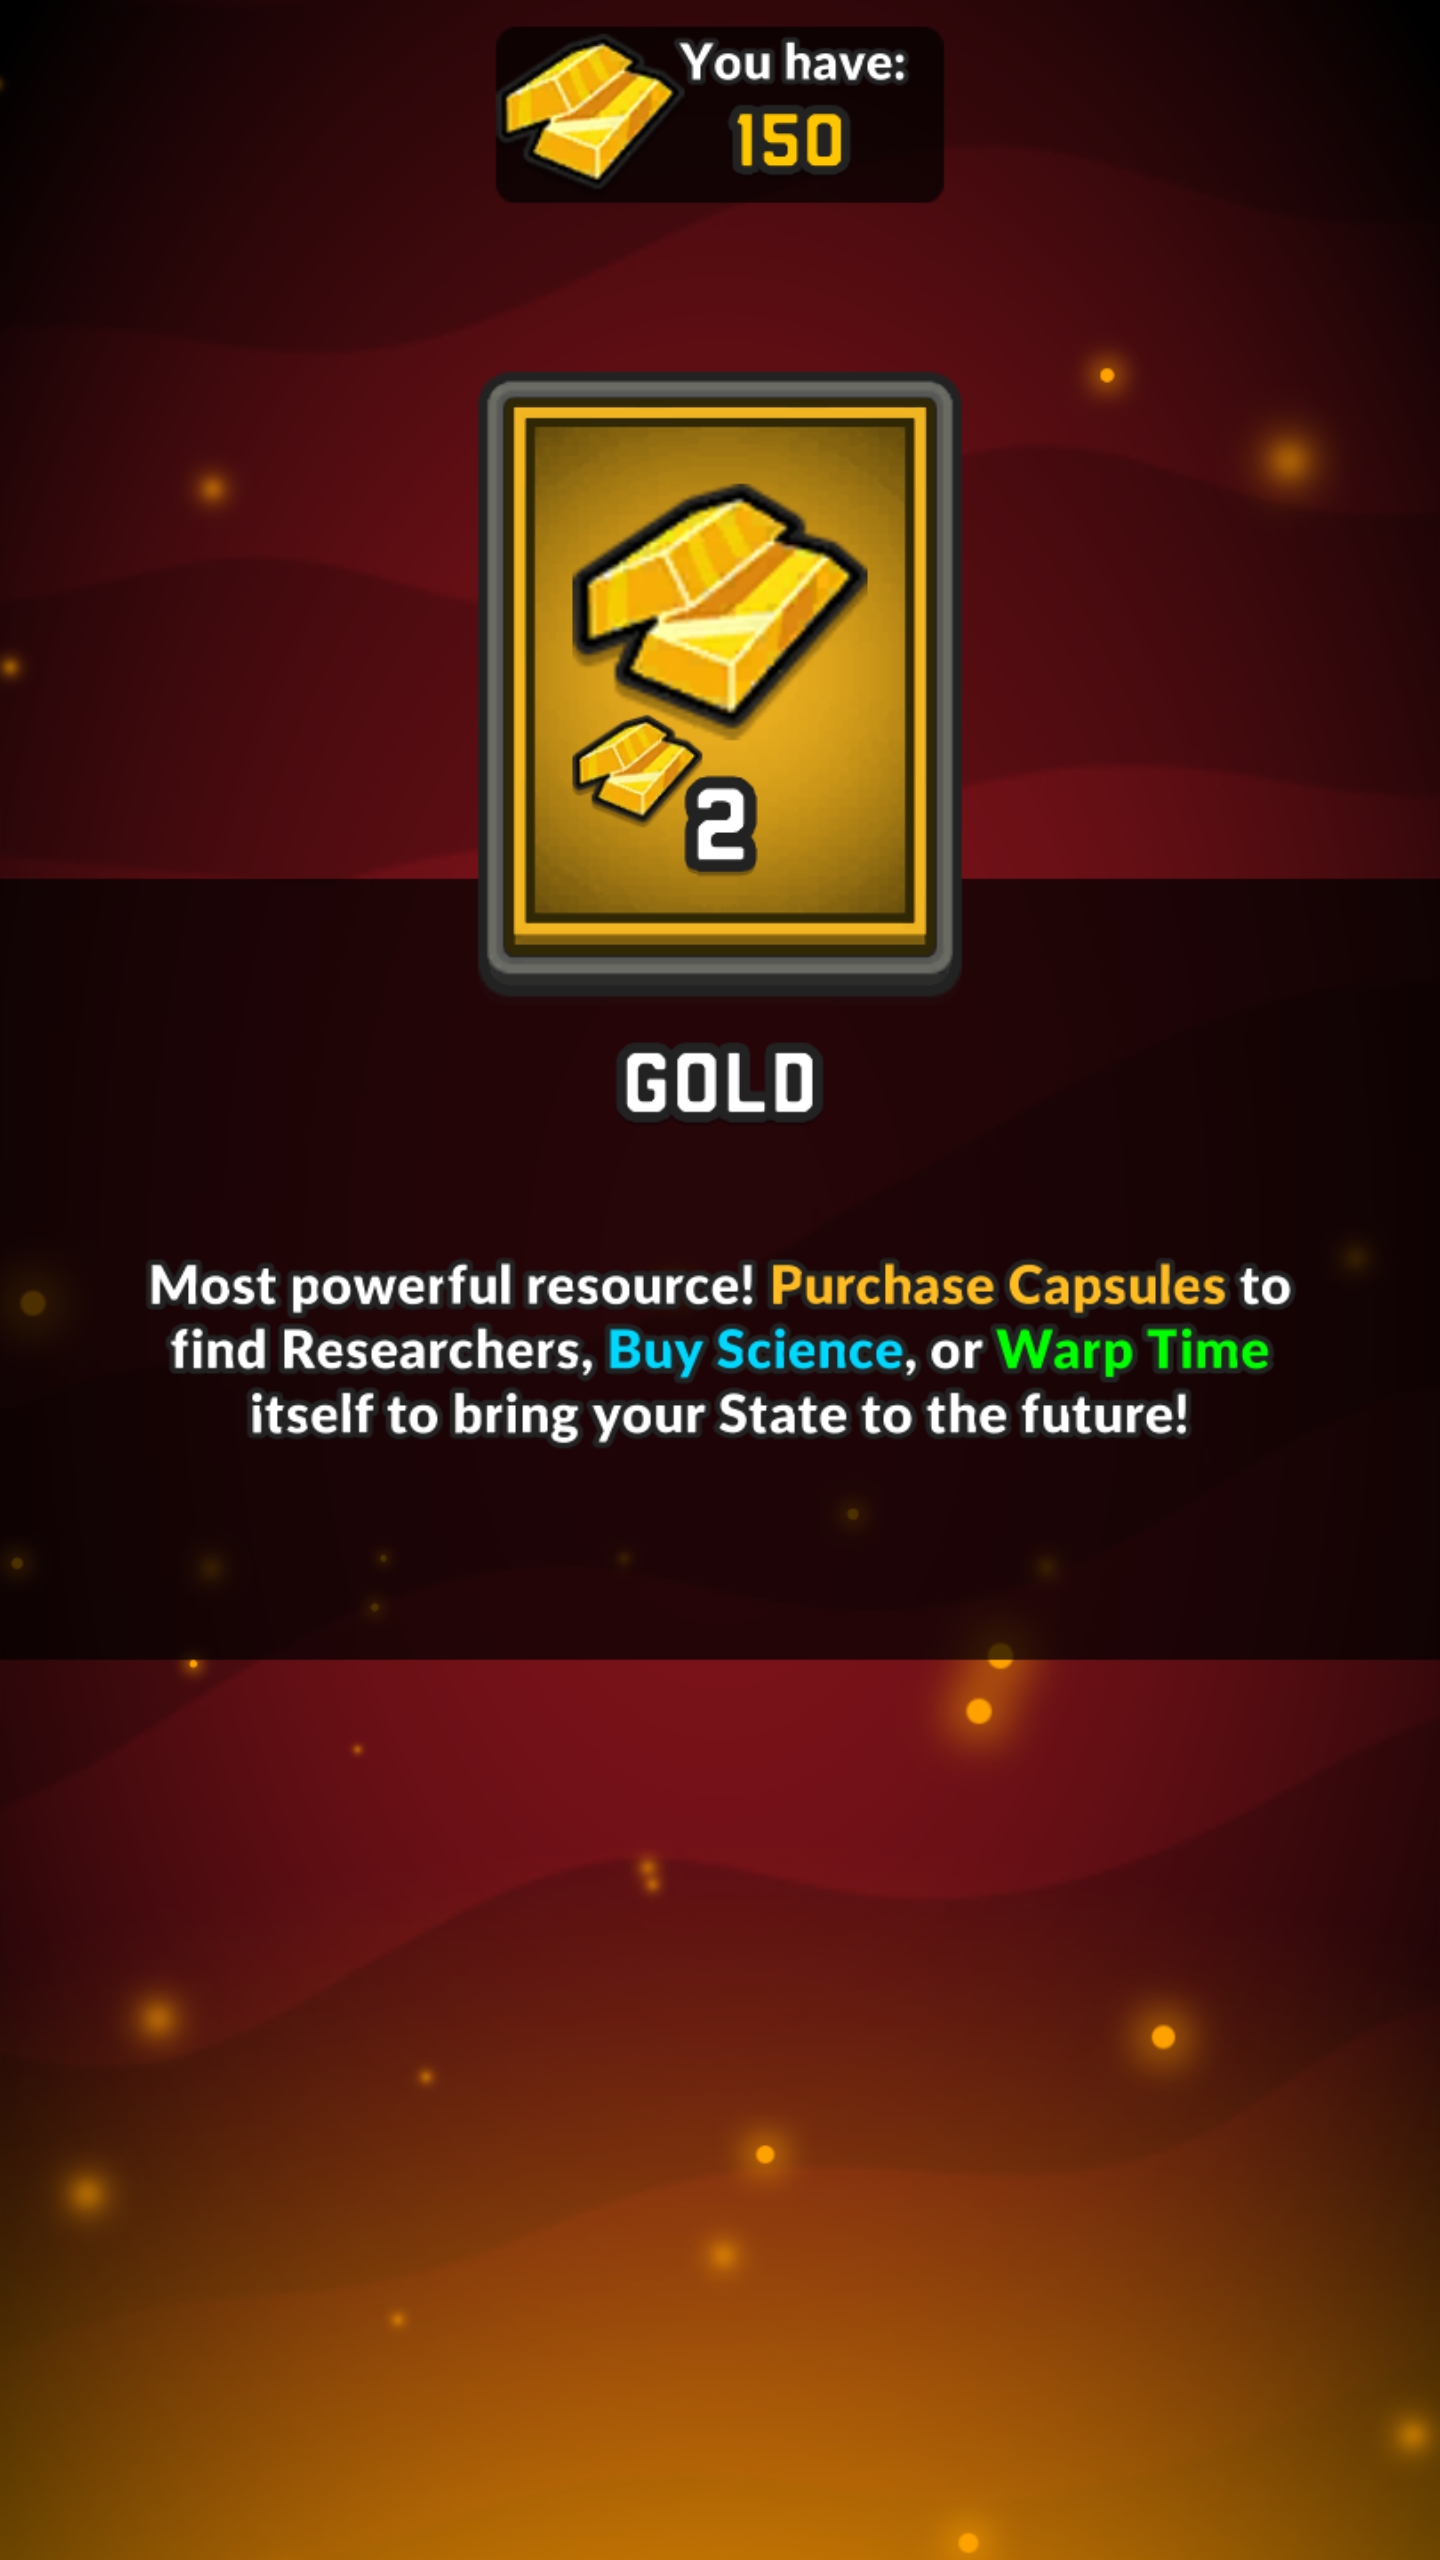 You have:
150
2
GOLD
Most powerful resource! Purchase Capsules to
find Researchers, Buy Science, or Warp Time
itself to bring your State to the future!